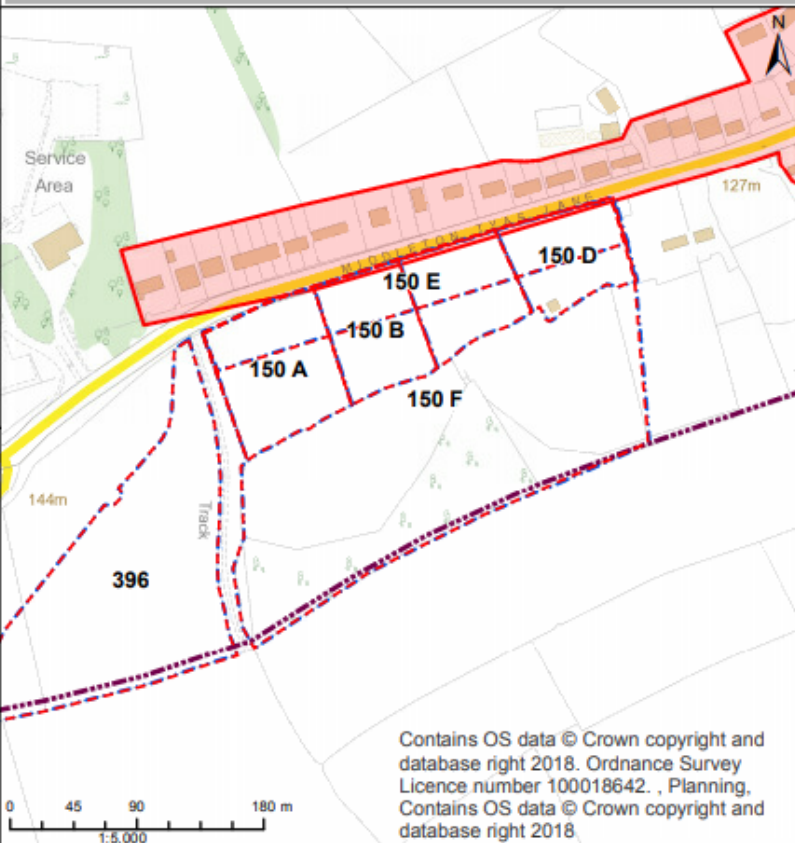 N
Service
Area
127m
MIDDLETON TYAS LANE
150 D
150 E
150 B
150 A
150 F
144m
Track
396
Contains OS data © Crown copyright and
database right 2018. Ordnance Survey
Licence number 100018642. , Planning,
Contains OS data © Crown copyright and
database right 2018
0 45 90 180 m
1:5,000